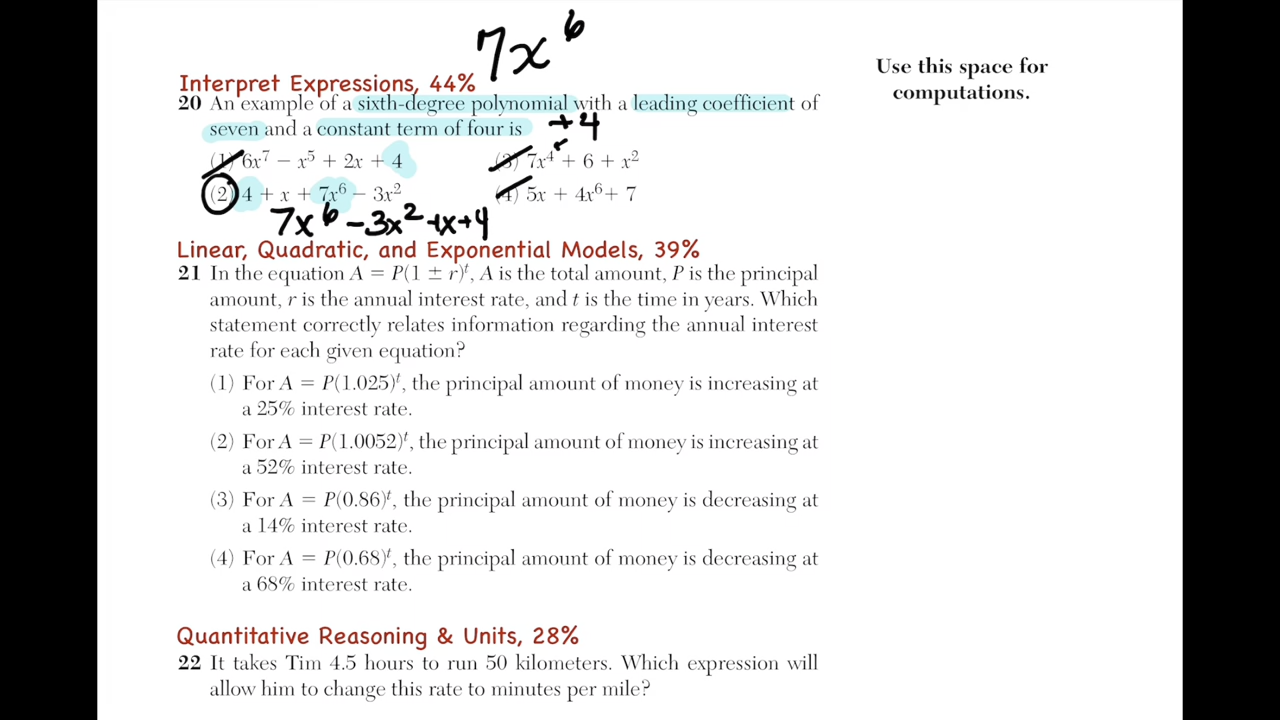 7x⁶
Use this space for
computations.
Interpret Expressions, 44%
20 An example of a sixth-degree polynomial with a leading coefficient of
seven and a constant term of four is
+4
(1) 6x⁷ − x⁵ + 2x + 4
(3) 7x⁴ + 6 + x²
(2) 4 + x + 7x⁶ − 3x²
(4) 5x + 4x⁶ + 7
7x⁶ − 3x² + x + 4
Linear, Quadratic, and Exponential Models, 39%
21 In the equation A = P(1 ± r)ᵗ, A is the total amount, P is the principal
amount, r is the annual interest rate, and t is the time in years. Which
statement correctly relates information regarding the annual interest
rate for each given equation?
(1) For A = P(1.025)ᵗ, the principal amount of money is increasing at
a 25% interest rate.
(2) For A = P(1.0052)ᵗ, the principal amount of money is increasing at
a 52% interest rate.
(3) For A = P(0.86)ᵗ, the principal amount of money is decreasing at
a 14% interest rate.
(4) For A = P(0.68)ᵗ, the principal amount of money is decreasing at
a 68% interest rate.
Quantitative Reasoning & Units, 28%
22 It takes Tim 4.5 hours to run 50 kilometers. Which expression will
allow him to change this rate to minutes per mile?